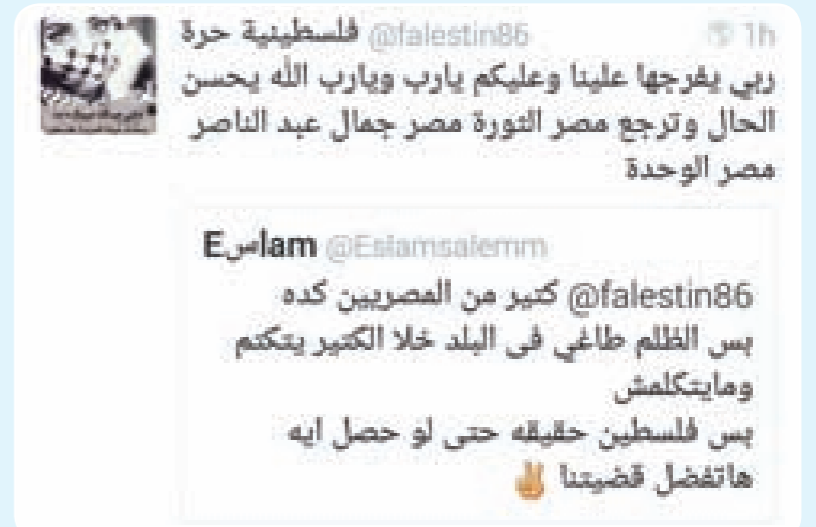 فلسطينية حرة @falestin86 1h
ربي يفرجها علينا وعليكم يارب ويارب الله يحسن
الحال وترجع مصر الثورة مصر جمال عبد الناصر
مصر الوحدة
Eسlam @Eslamsalemm
@falestin86 كتير من المصريين كده
بس الظلم طاغي فى البلد خلا الكتير يتكتم
ومايتكلمش
بس فلسطين حقيقه حتى لو حصل ايه
هاتفضل قضيتنا ✌